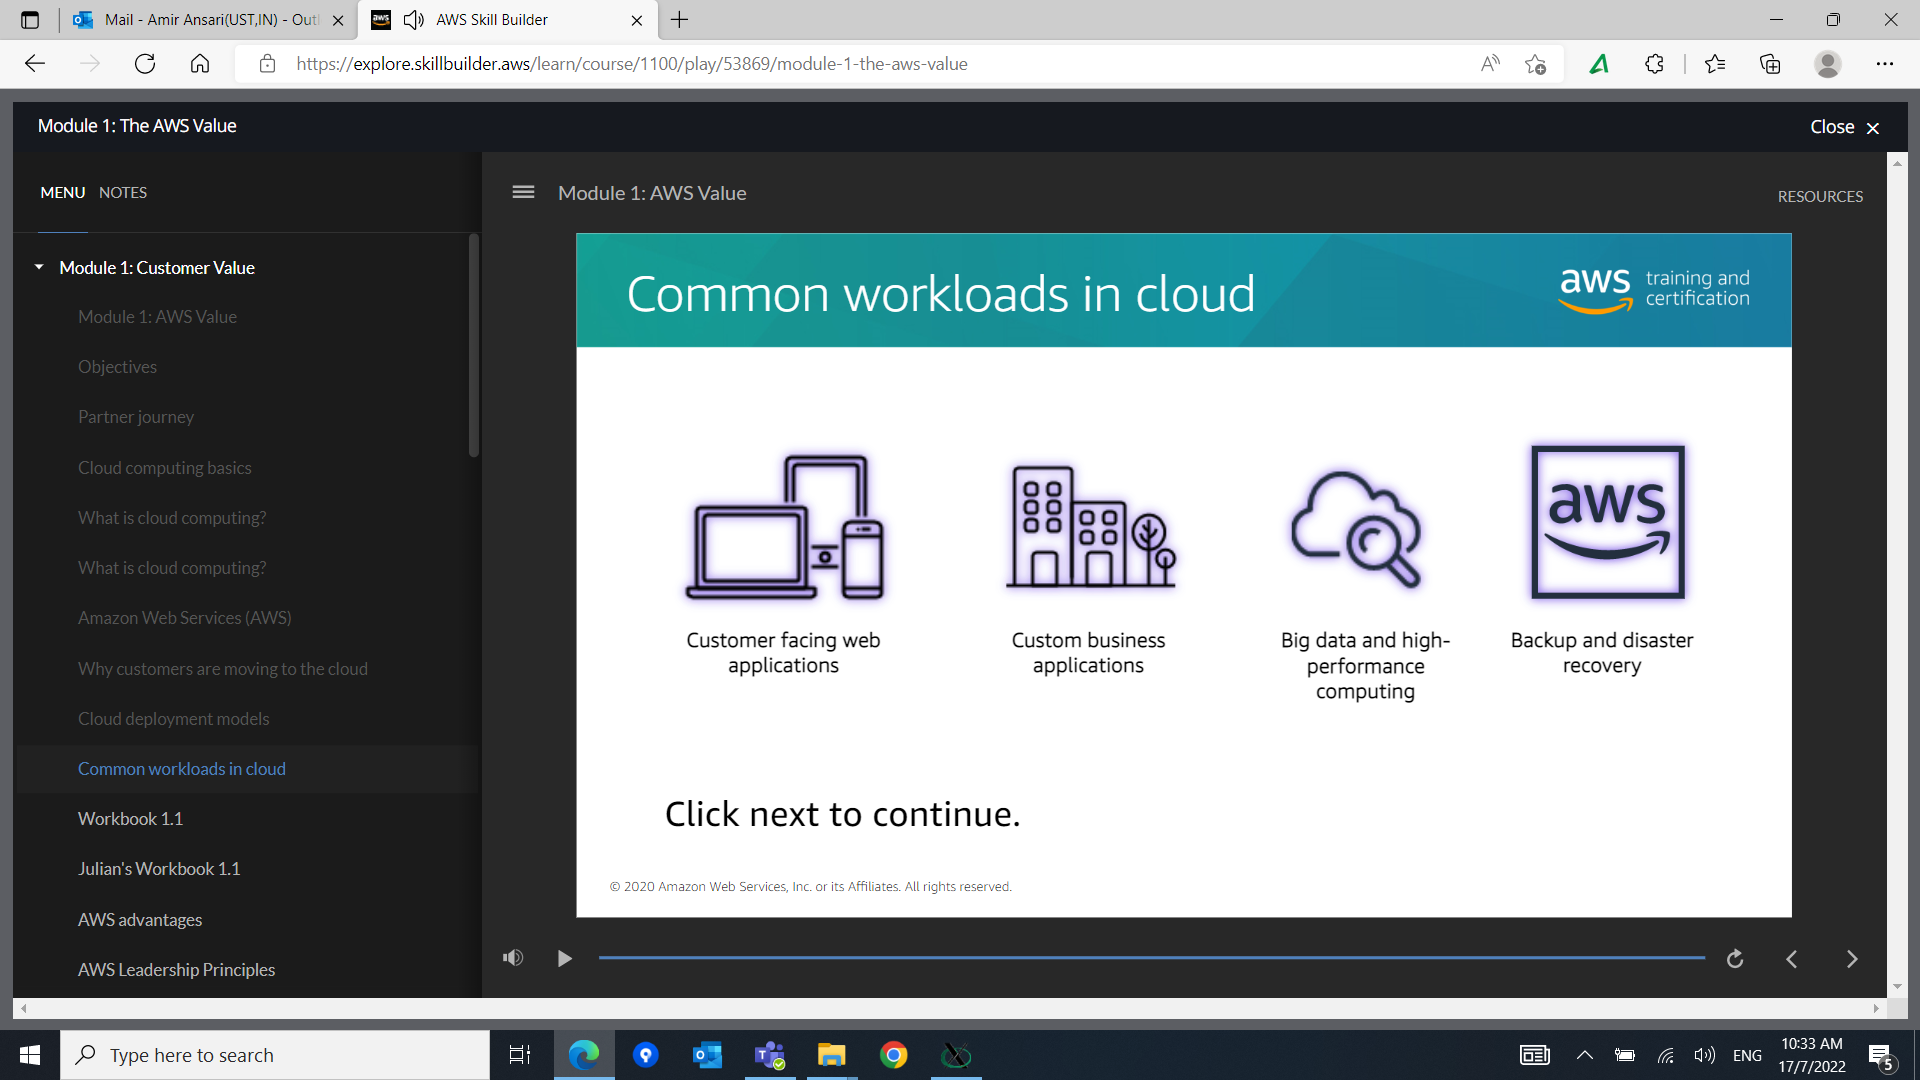 Mail - Amir Ansari(UST,IN) - Outl
AWS Skill Builder
https://explore.skillbuilder.aws/learn/course/1100/play/53869/module-1-the-aws-value
Module 1: The AWS Value
Close
MENU
NOTES
Module 1: AWS Value
RESOURCES
Module 1: Customer Value
Module 1: AWS Value
Objectives
Partner journey
Cloud computing basics
What is cloud computing?
What is cloud computing?
Amazon Web Services (AWS)
Why customers are moving to the cloud
Cloud deployment models
Common workloads in cloud
Workbook 1.1
Julian's Workbook 1.1
AWS advantages
AWS Leadership Principles
Common workloads in cloud
aws
training and
certification
aws
Customer facing web
applications
Custom business
applications
Big data and high-
performance
computing
Backup and disaster
recovery
Click next to continue.
© 2020 Amazon Web Services, Inc. or its Affiliates. All rights reserved.
Type here to search
ENG
10:33 AM
17/7/2022
5